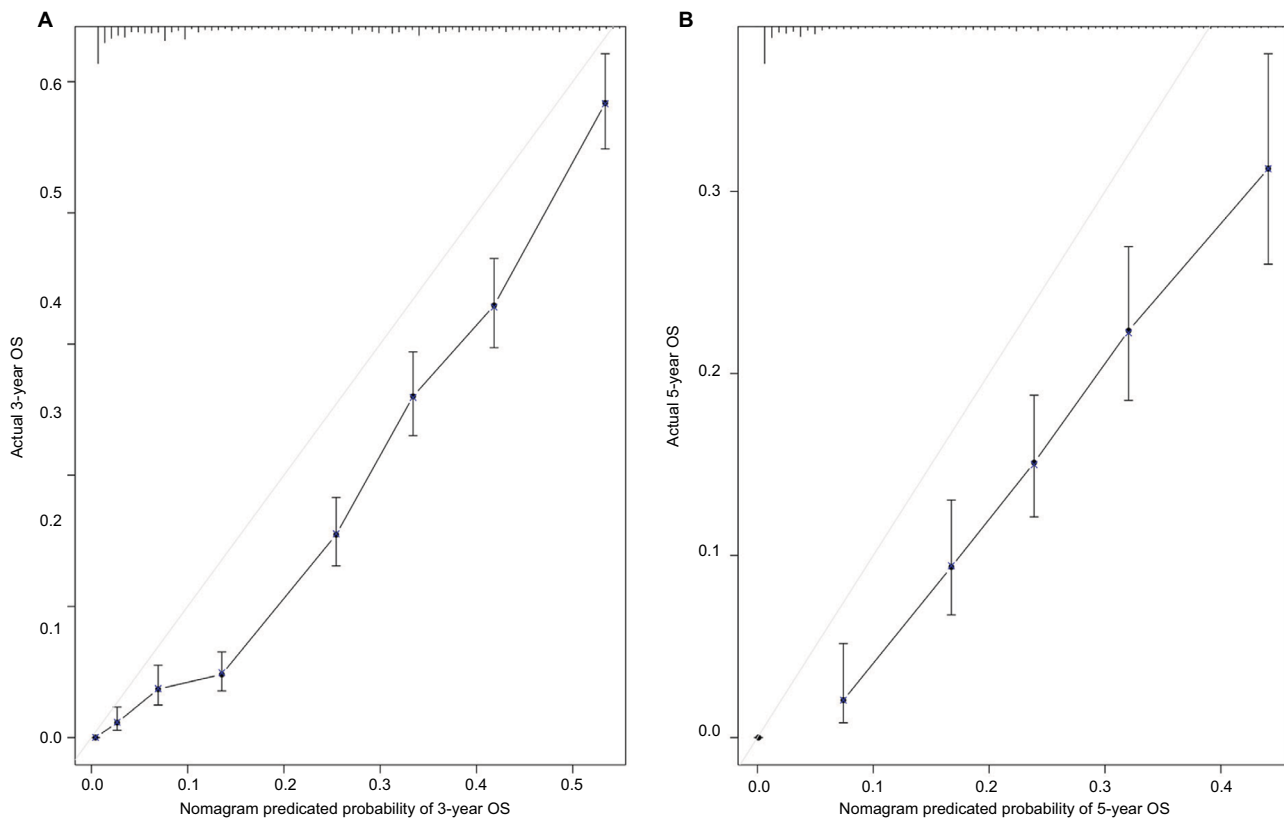 A
0.6
0.5
0.4
0.3
0.2
0.1
0.0
Actual 3-year OS
0.0 0.1 0.2 0.3 0.4 0.5
Nomagram predicated probability of 3-year OS
B
0.3
0.2
0.1
0.0
Actual 5-year OS
0.0 0.1 0.2 0.3 0.4
Nomagram predicated probability of 5-year OS